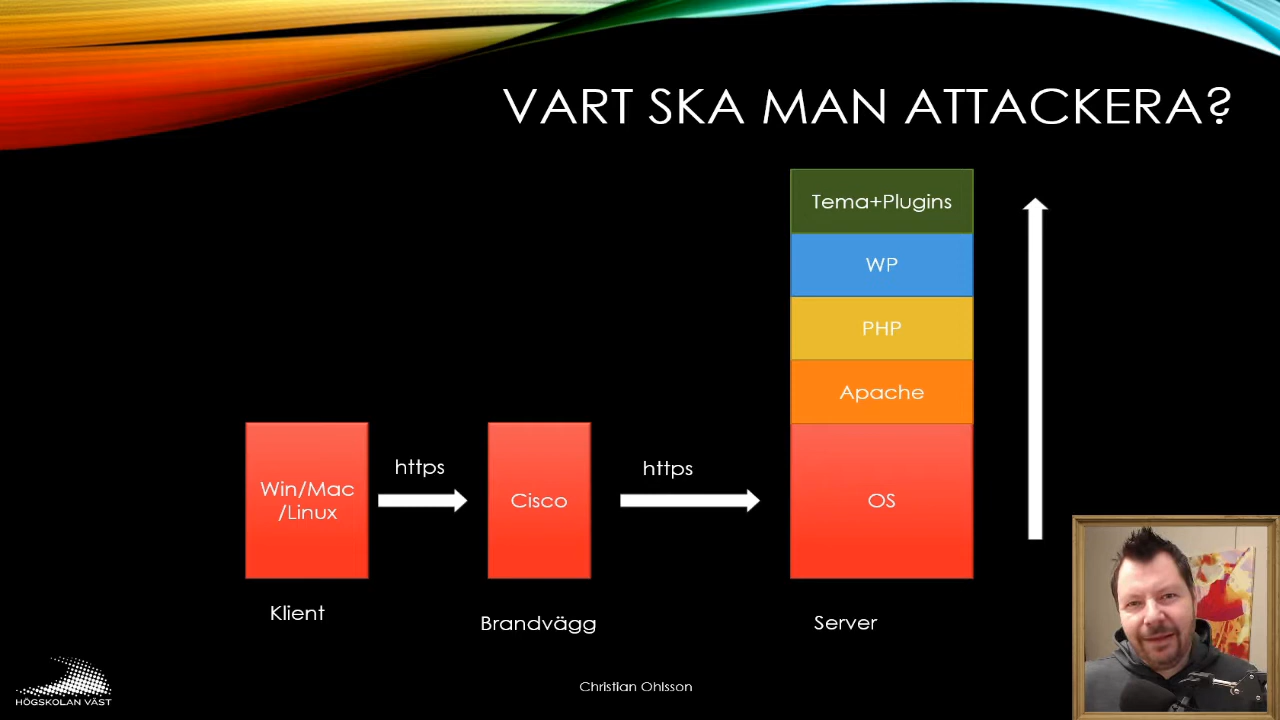 VART SKA MAN ATTACKERA?
Tema+Plugins
WP
PHP
Apache
OS
Win/Mac
/Linux
https
Cisco
https
Klient
Brandvägg
Server
Christian Ohlsson
HÖGSKOLAN VÄST